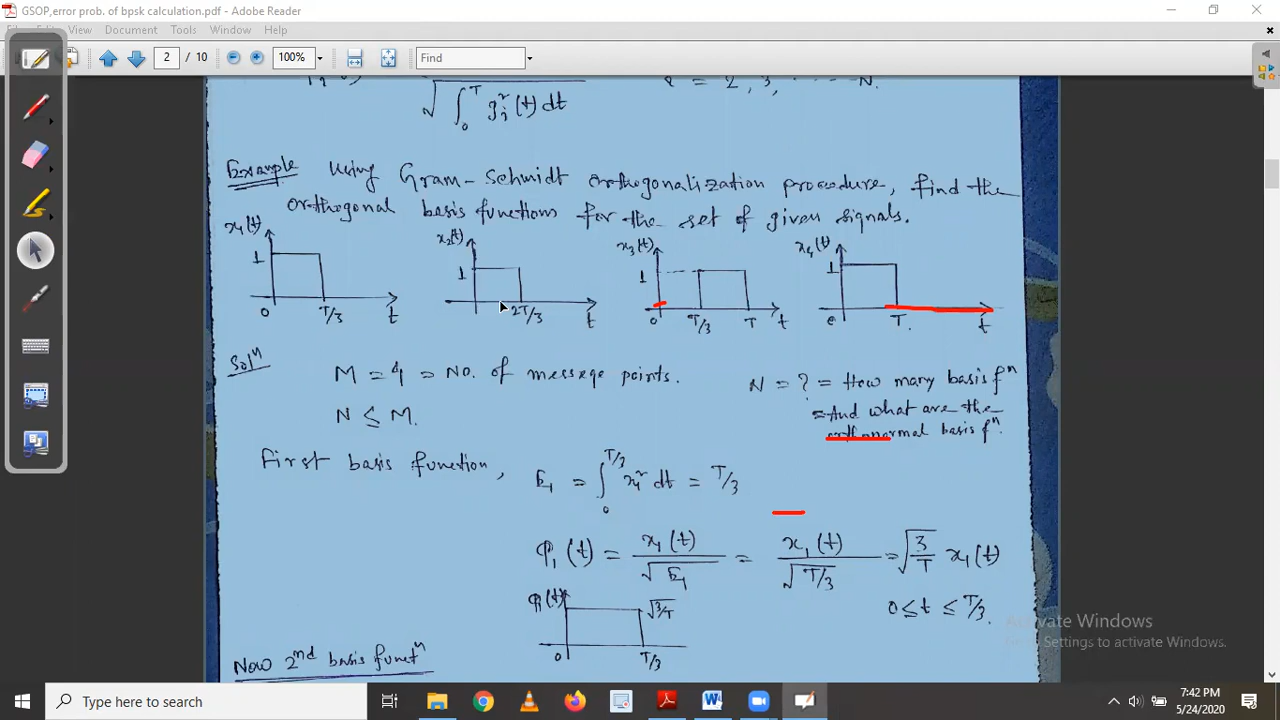 GSOP,error prob. of bpsk calculation.pdf - Adobe Reader
View Document Tools Window Help
2 / 10 100% Find
√ ∫₀ᵀ gᵢ²(t) dt = 2, 3, ...... N.
Example Using Gram-Schmidt orthogonalization procedure, find the
orthogonal basis functions for the set of given signals.
x₁(t) x₂(t) x₃(t) x₄(t)
1 1 1 1
0 T/3 t 2T/3 t 0 T/3 T t T t
Solⁿ
M = 4 = No. of message points. N = ? = How many basis fⁿ
N ≤ M. = And what are the
orthonormal basis fⁿ.
First basis function, E₁ = ∫₀^{T/3} x₁² dt = T/3
φ₁(t) = x₁(t)/√E₁ = x₁(t)/√T/3 = √3/T x₁(t)
0 ≤ t ≤ T/3.
φ₁(t) √3/T
0 T/3
Now 2nd basis functⁿ
Activate Windows
Settings to activate Windows.
Type here to search
7:42 PM
5/24/2020